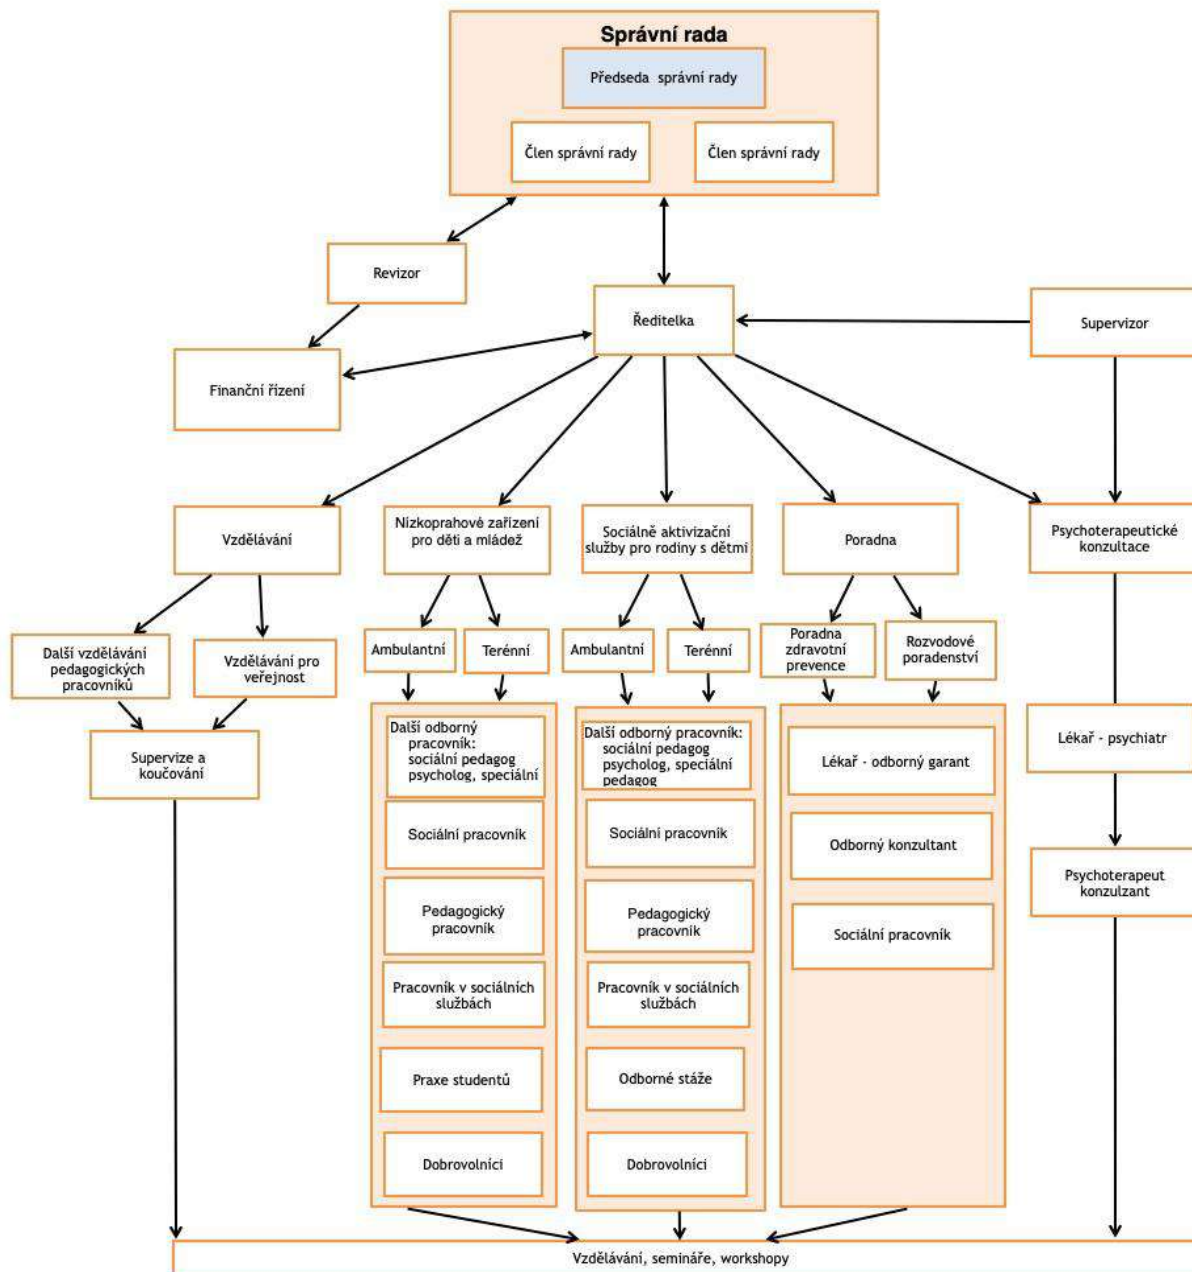 Správní rada
Předseda správní rady
Člen správní rady
Člen správní rady
Revizor
Ředitelka
Supervizor
Finanční řízení
Vzdělávání
Nízkoprahové zařízení
pro děti a mládež
Sociálně aktivizační
služby pro rodiny s dětmi
Poradna
Psychoterapeutické
konzultace
Další vzdělávání
pedagogických
pracovníků
Vzdělávání pro
veřejnost
Ambulantní
Terénní
Ambulantní
Terénní
Poradna
zdravotní
prevence
Rozvodové
poradenství
Supervize a
koučování
Další odborný
pracovník:
sociální pedagog
psycholog, speciální
Sociální pracovník
Pedagogický
pracovník
Pracovník v sociálních
službách
Praxe studentů
Dobrovolníci
Další odborný pracovník:
sociální pedagog
psycholog, speciální
pedagog
Sociální pracovník
Pedagogický
pracovník
Pracovník v sociálních
službách
Odborné stáže
Dobrovolníci
Lékař - odborný garant
Odborný konzultant
Sociální pracovník
Lékař - psychiatr
Psychoterapeut
konzulzant
Vzdělávání, semináře, workshopy